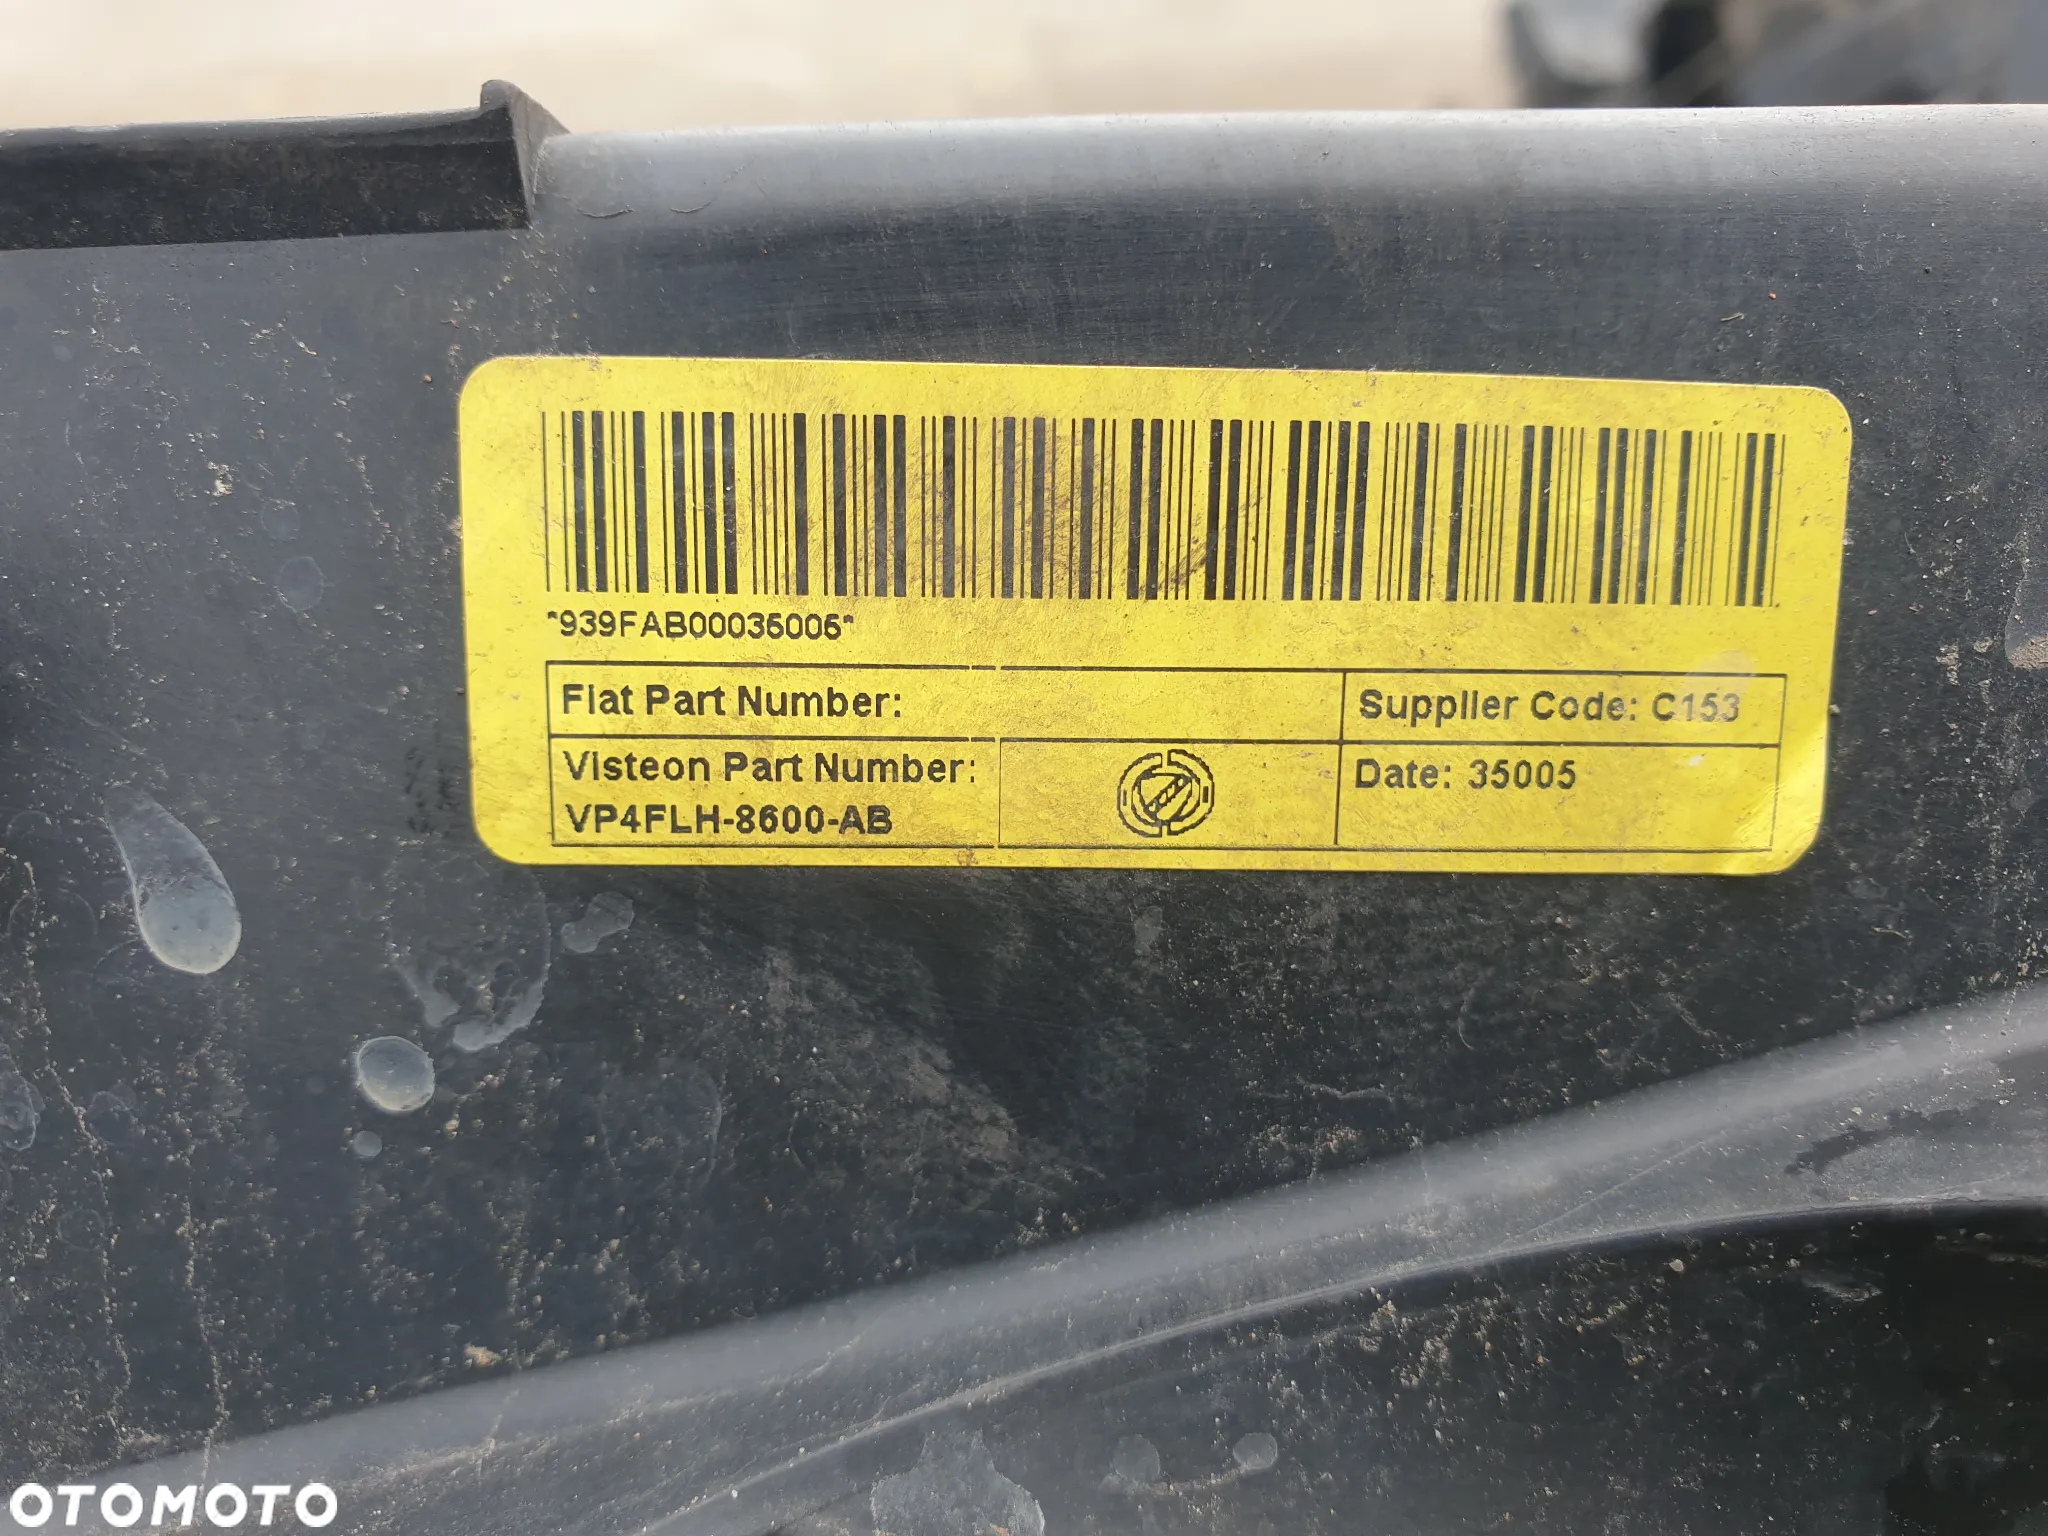 *939FAB00035005*
Fiat Part Number:
Supplier Code: C153
Visteon Part Number:
VP4FLH-8600-AB
Date: 35005
OTOMOTO